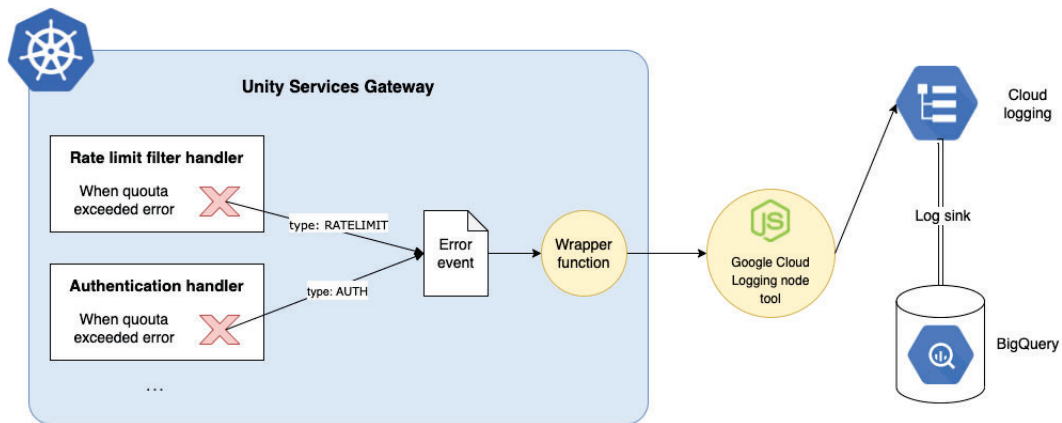 Unity Services Gateway
Rate limit filter handler
When quouta
exceeded error
type: RATELIMIT
Authentication handler
When quouta
exceeded error
type: AUTH
...
Error
event
Wrapper
function
JS
Google Cloud
Logging node
tool
Cloud
logging
Log sink
BigQuery